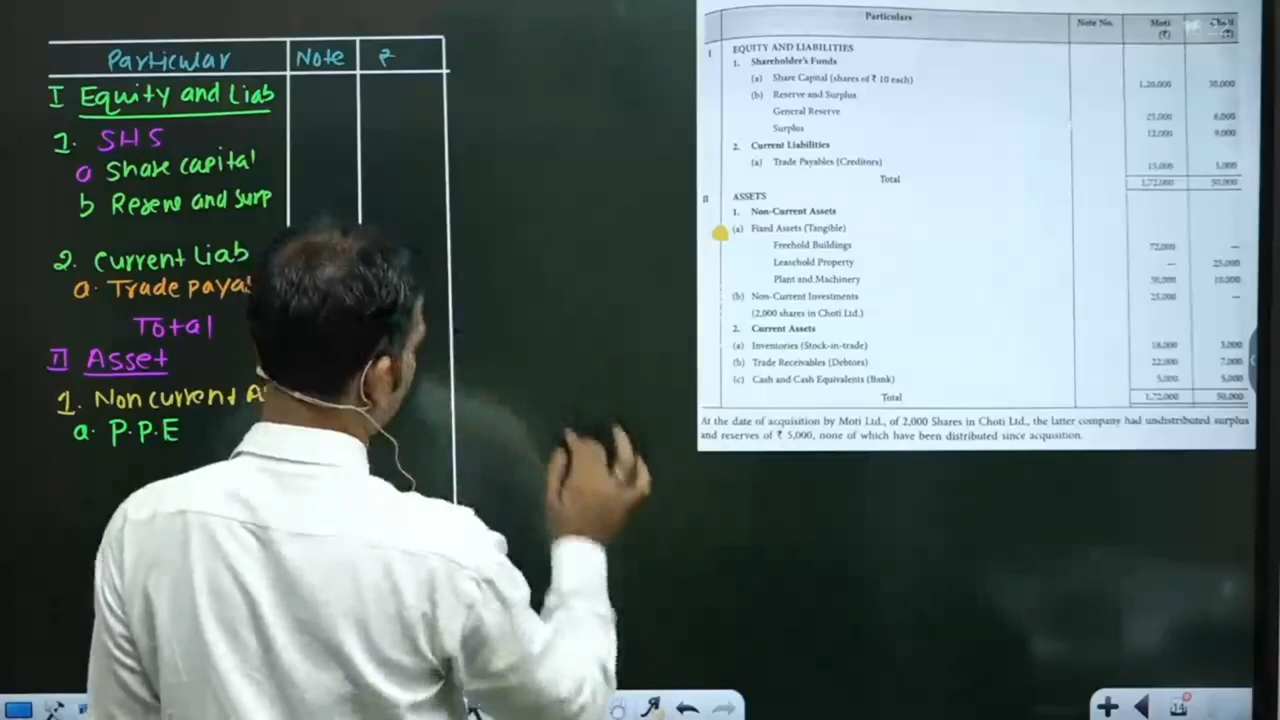 Particular Note ₹
I Equity and Liab
1. SHS
a Share capital
b Reserve and Surp
2. Current Liab
a. Trade payab
Total
II Asset
1. Noncurrent A
a. P.P.E
Particulars Note No. Moti (₹) Choti (₹)
I EQUITY AND LIABILITIES
1. Shareholder's Funds
(a) Share Capital (shares of ₹ 10 each) 1,20,000 30,000
(b) Reserve and Surplus
General Reserve 25,000 6,000
Surplus 12,000 9,000
2. Current Liabilities
(a) Trade Payables (Creditors) 15,000 5,000
Total 1,72,000 50,000
II ASSETS
1. Non-Current Assets
(a) Fixed Assets (Tangible)
Freehold Buildings 72,000 —
Leasehold Property — 25,000
Plant and Machinery 30,000 10,000
(b) Non-Current Investments 25,000 —
(2,000 shares in Choti Ltd.)
2. Current Assets
(a) Inventories (Stock-in-trade) 18,000 3,000
(b) Trade Receivables (Debtors) 22,000 7,000
(c) Cash and Cash Equivalents (Bank) 5,000 5,000
Total 1,72,000 50,000
At the date of acquisition by Moti Ltd., of 2,000 Shares in Choti Ltd., the latter company had undistributed surplus
and reserves of ₹ 5,000, none of which have been distributed since acquisition.
14